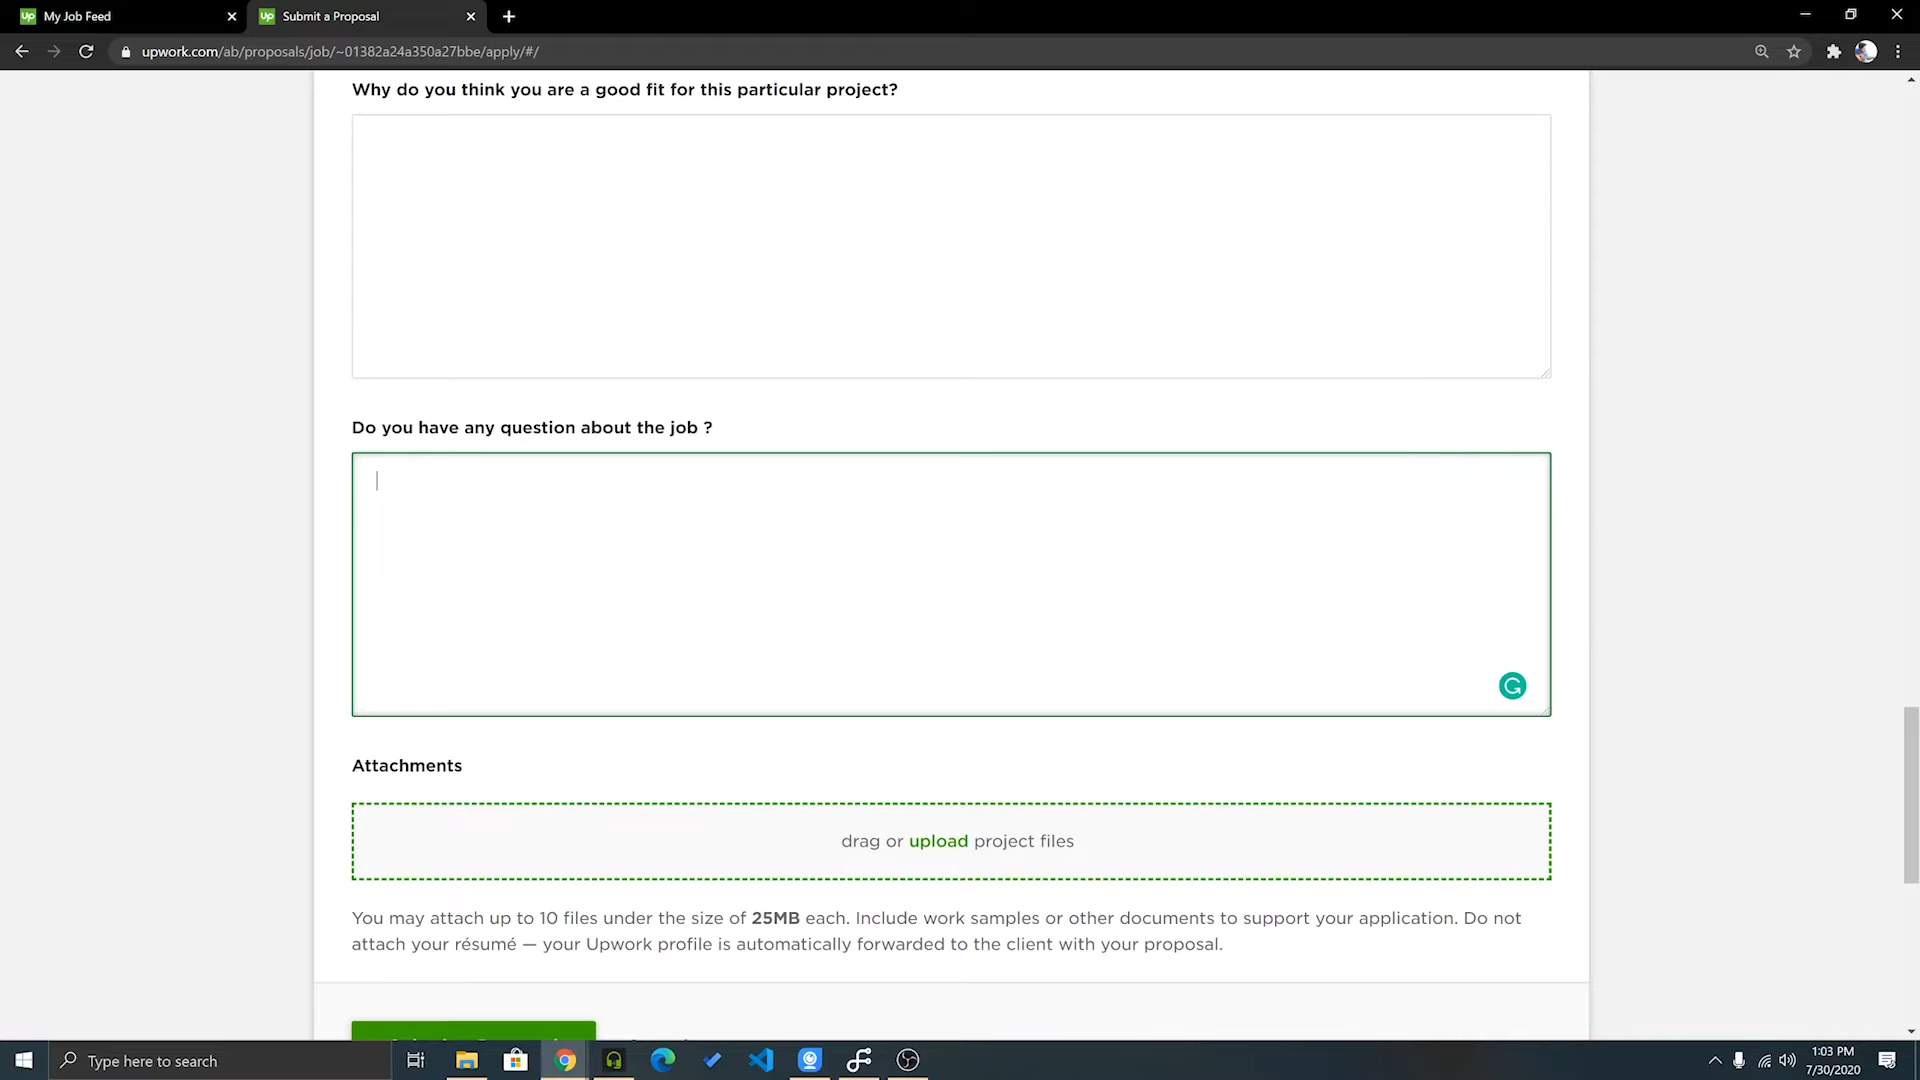 My Job Feed
Submit a Proposal
upwork.com/ab/proposals/job/~01382a24a350a27bbe/apply/#/
Why do you think you are a good fit for this particular project?
Do you have any question about the job ?
Attachments
drag or upload project files
You may attach up to 10 files under the size of 25MB each. Include work samples or other documents to support your application. Do not
attach your résumé — your Upwork profile is automatically forwarded to the client with your proposal.
Type here to search
1:03 PM
7/30/2020